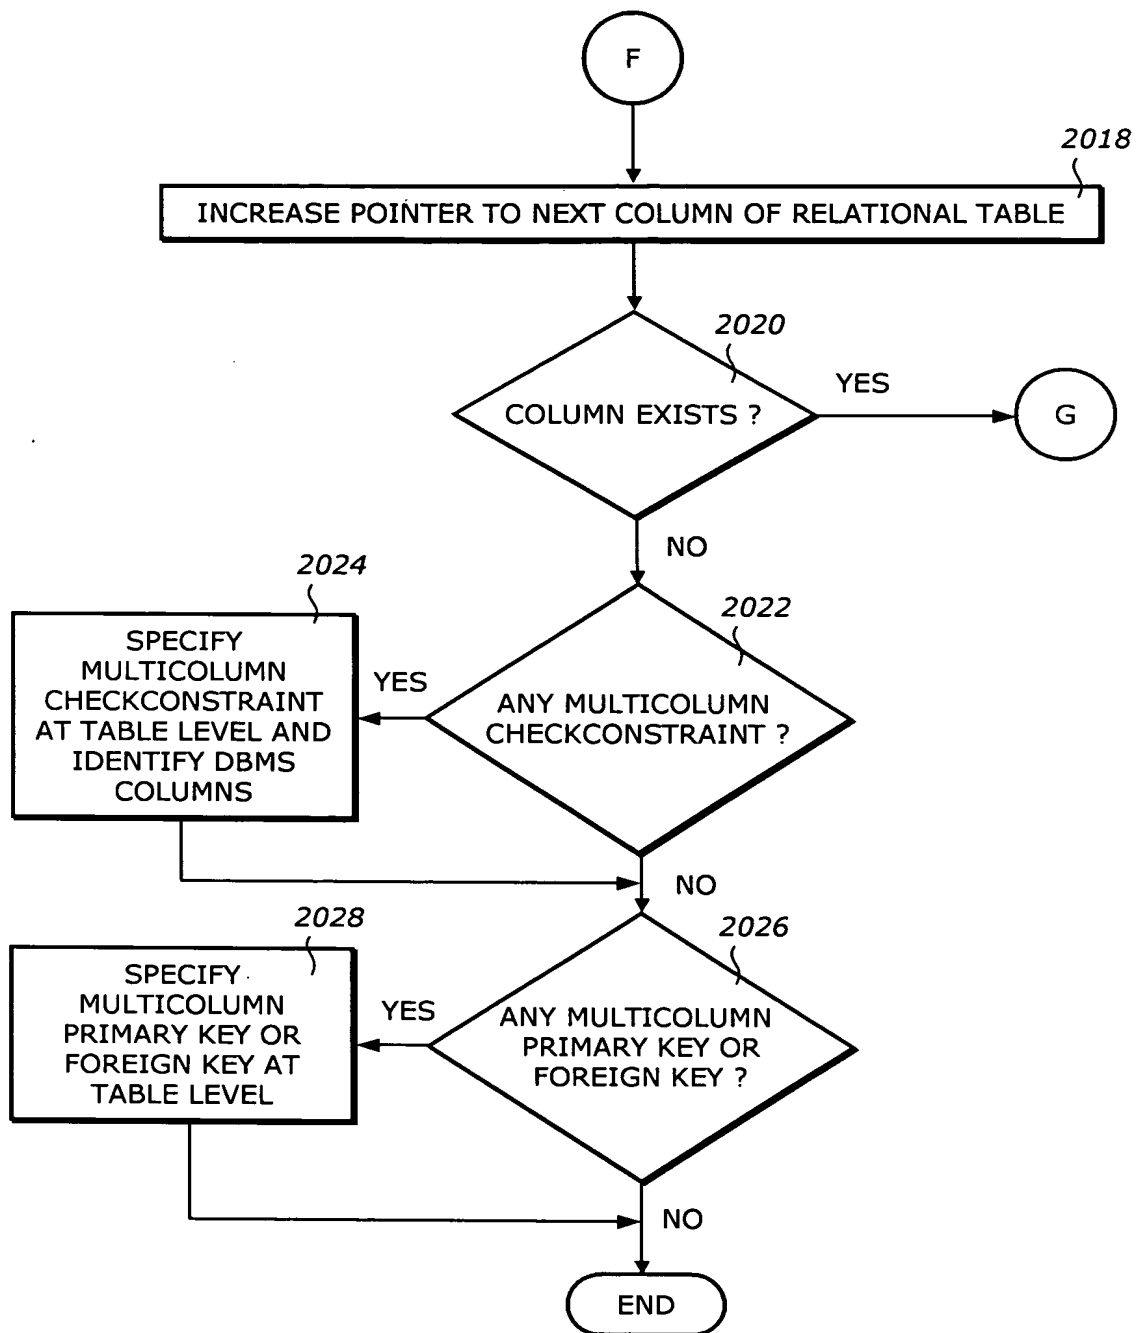 F
2018
INCREASE POINTER TO NEXT COLUMN OF RELATIONAL TABLE
2020
COLUMN EXISTS ?
YES
G
NO
2024
SPECIFY
MULTICOLUMN
CHECKCONSTRAINT
AT TABLE LEVEL AND
IDENTIFY DBMS
COLUMNS
YES
2022
ANY MULTICOLUMN
CHECKCONSTRAINT ?
NO
2028
SPECIFY
MULTICOLUMN
PRIMARY KEY OR
FOREIGN KEY AT
TABLE LEVEL
YES
2026
ANY MULTICOLUMN
PRIMARY KEY OR
FOREIGN KEY ?
NO
END